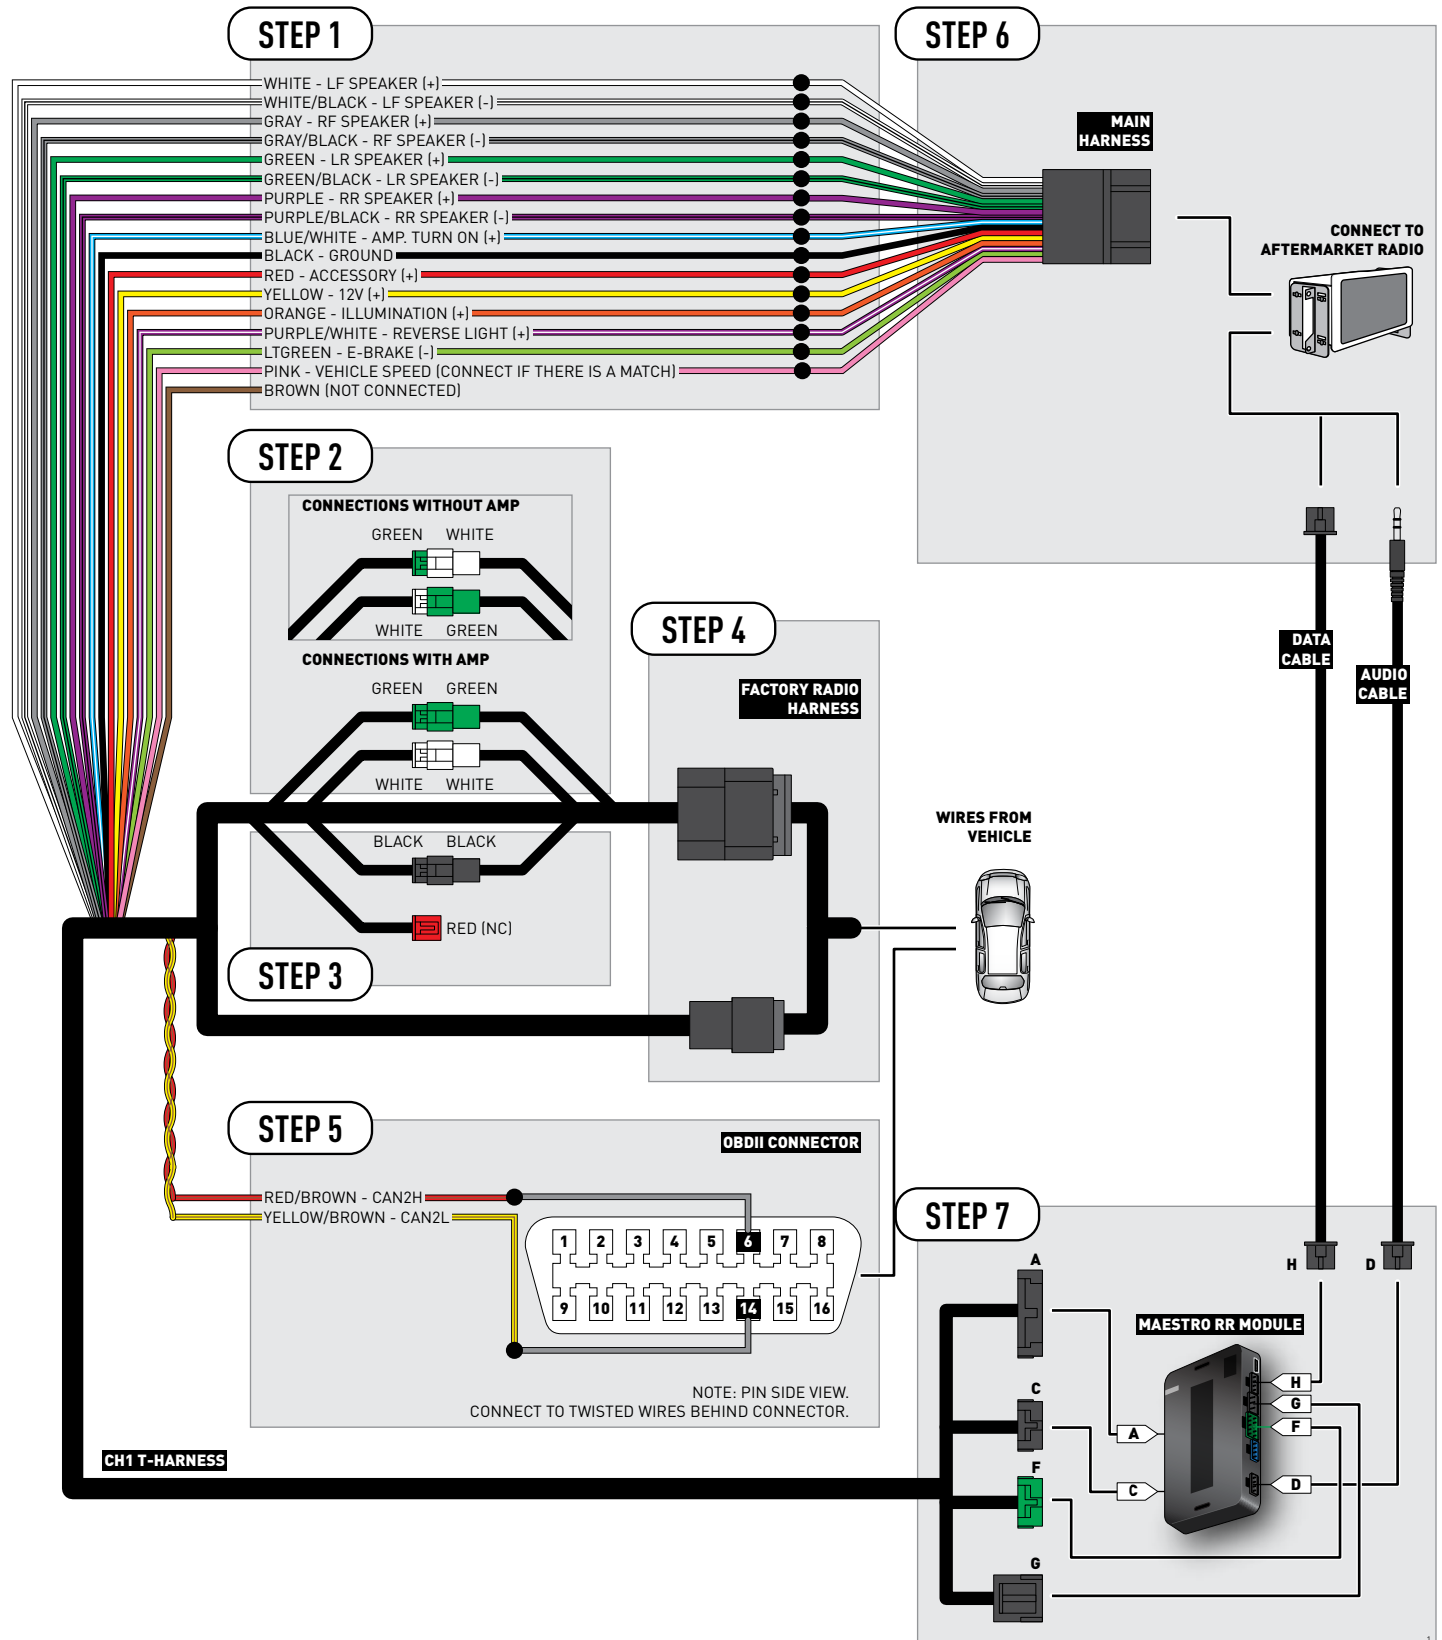 STEP 1
WHITE - LF SPEAKER (+)
WHITE/BLACK - LF SPEAKER (-)
GRAY - RF SPEAKER (+)
GRAY/BLACK - RF SPEAKER (-)
GREEN - LR SPEAKER (+)
GREEN/BLACK - LR SPEAKER (-)
PURPLE - RR SPEAKER (+)
PURPLE/BLACK - RR SPEAKER (-)
BLUE/WHITE - AMP. TURN ON (+)
BLACK - GROUND
RED - ACCESSORY (+)
YELLOW - 12V (+)
ORANGE - ILLUMINATION (+)
PURPLE/WHITE - REVERSE LIGHT (+)
LTGREEN - E-BRAKE (-)
PINK - VEHICLE SPEED (CONNECT IF THERE IS A MATCH)
BROWN (NOT CONNECTED)
STEP 6
MAIN
HARNESS
CONNECT TO
AFTERMARKET RADIO
DATA
CABLE
AUDIO
CABLE
STEP 2
CONNECTIONS WITHOUT AMP
GREEN WHITE
WHITE GREEN
CONNECTIONS WITH AMP
GREEN GREEN
WHITE WHITE
BLACK BLACK
RED (NC)
STEP 3
STEP 4
FACTORY RADIO
HARNESS
WIRES FROM
VEHICLE
STEP 5
OBDII CONNECTOR
RED/BROWN - CAN2H
YELLOW/BROWN - CAN2L
1 2 3 4 5 6 7 8
9 10 11 12 13 14 15 16
NOTE: PIN SIDE VIEW.
CONNECT TO TWISTED WIRES BEHIND CONNECTOR.
CH1 T-HARNESS
STEP 7
H D
A
C
F
G
MAESTRO RR MODULE
A
C
H
G
F
D
1